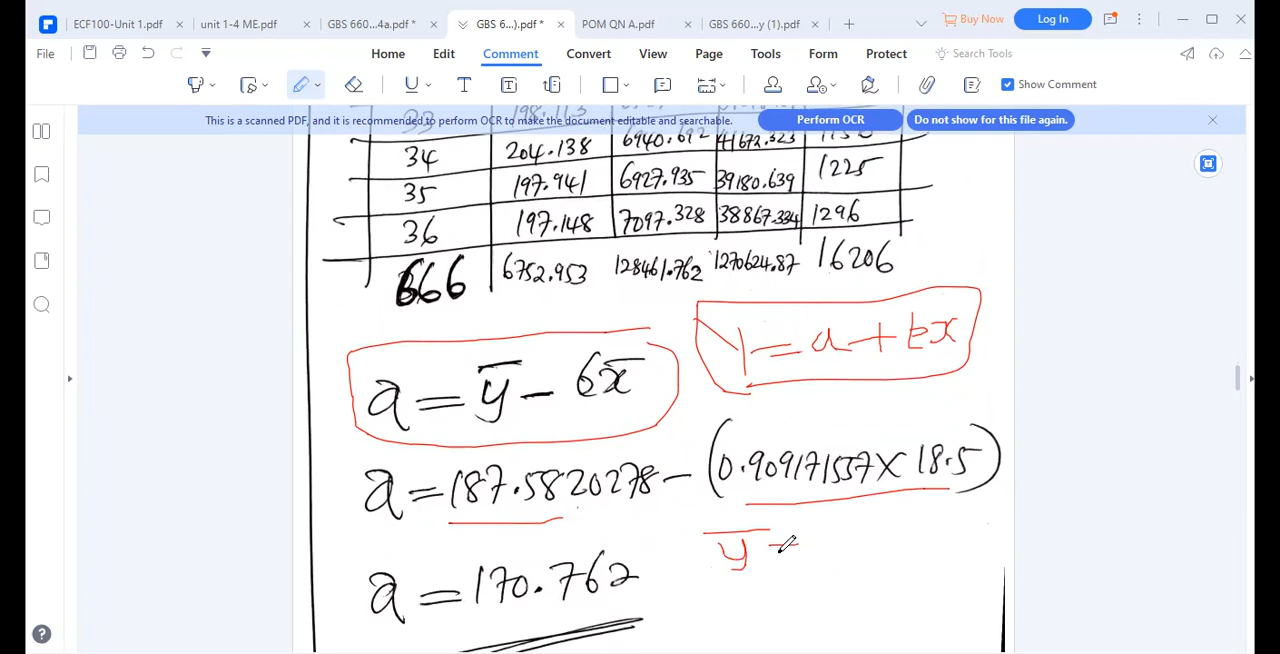 ECF100-Unit 1.pdf unit 1-4 ME.pdf GBS 660...4a.pdf * GBS 6...).pdf * POM QN A.pdf GBS 660...y (1).pdf Buy Now Log In
File Home Edit Comment Convert View Page Tools Form Protect Search Tools
Show Comment
This is a scanned PDF, and it is recommended to perform OCR to make the document editable and searchable. Perform OCR Do not show for this file again.
34 204.138 6940.692 41672.323
35 197.941 6927.935 39180.639 1225
36 197.148 7097.328 38867.334 1296
666 6752.953 128461.762 1270624.87 16206
Y = a + bx
a = y̅ - 6x̅
a = 187.5820278 - (0.909171557 × 18.5)
y̅ =
a = 170.762